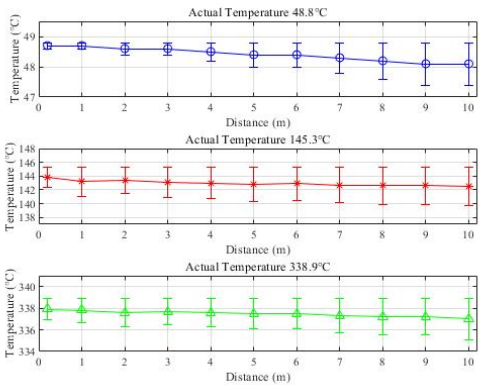 Actual Temperature 48.8℃
Temperature (℃)
49
48
47
0 1 2 3 4 5 6 7 8 9 10
Distance (m)
Actual Temperature 145.3℃
Temperature (℃)
148
146
144
142
140
138
0 1 2 3 4 5 6 7 8 9 10
Distance (m)
Actual Temperature 338.9℃
Temperature (℃)
340
338
336
334
0 1 2 3 4 5 6 7 8 9 10
Distance (m)